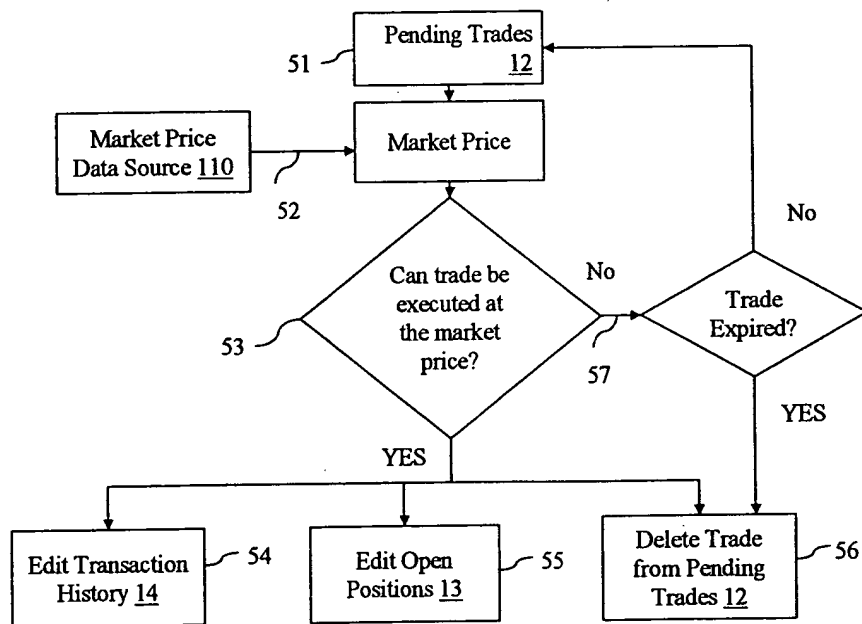 51
Pending Trades
12
Market Price
Data Source 110
52
Market Price
No
Can trade be
executed at
the market
price?
53
No
57
Trade
Expired?
YES
YES
Edit Transaction
History 14
54
Edit Open
Positions 13
55
Delete Trade
from Pending
Trades 12
56